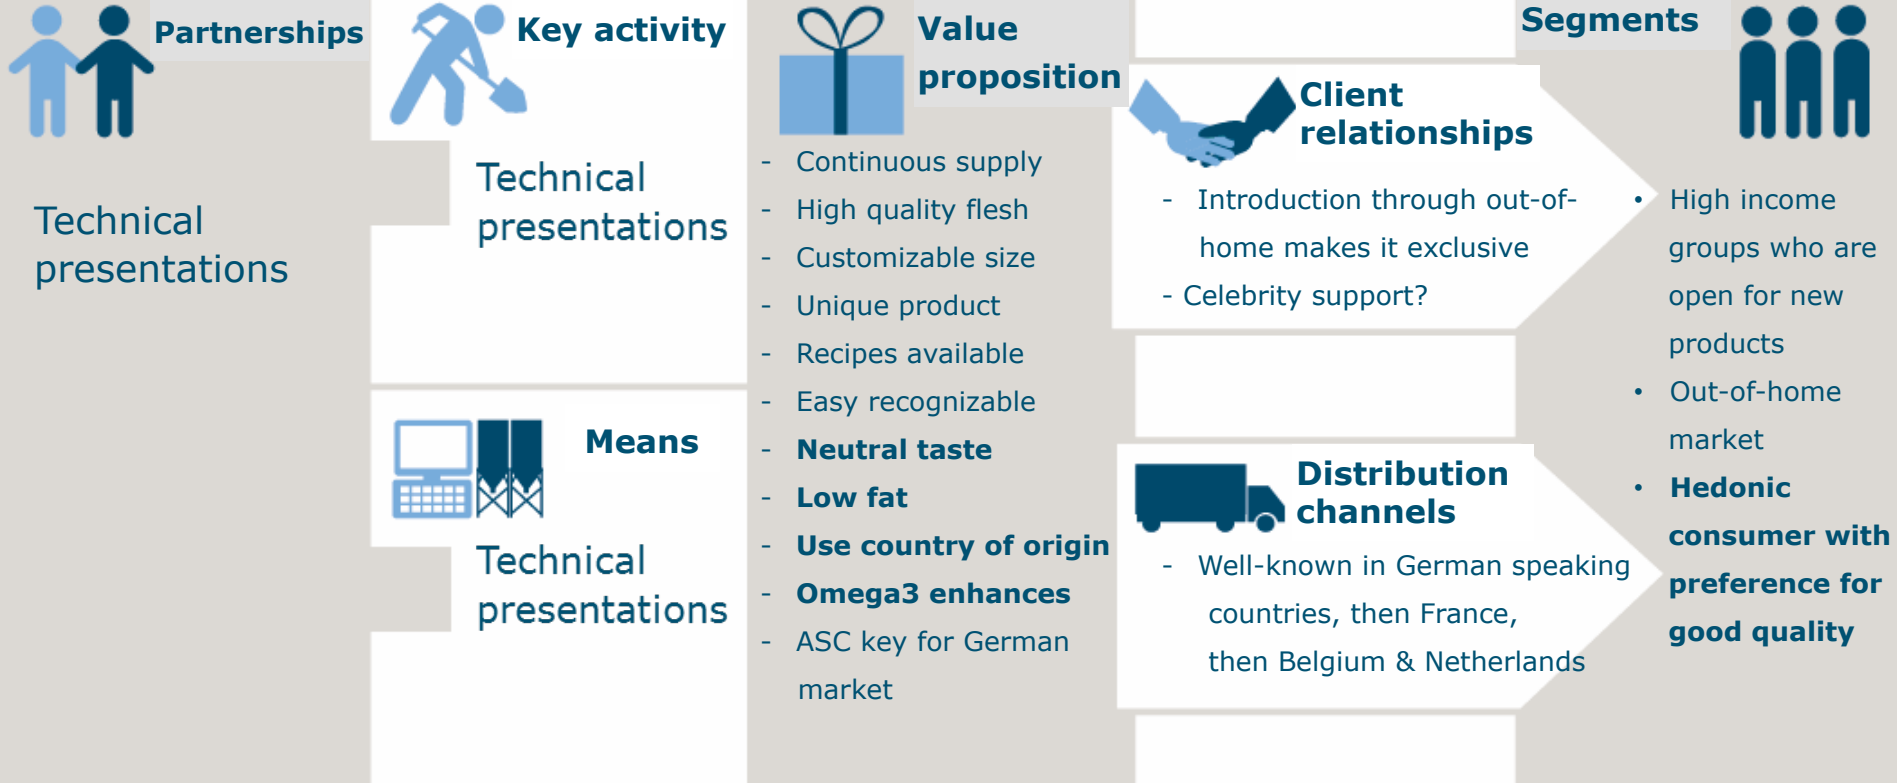 Partnerships
Technical
presentations
Key activity
Technical
presentations
Means
Technical
presentations
Value
proposition
- Continuous supply
- High quality flesh
- Customizable size
- Unique product
- Recipes available
- Easy recognizable
- Neutral taste
- Low fat
- Use country of origin
- Omega3 enhances
- ASC key for German
market
Client
relationships
- Introduction through out-of-
home makes it exclusive
- Celebrity support?
Distribution
channels
- Well-known in German speaking
countries, then France,
then Belgium & Netherlands
Segments
• High income
groups who are
open for new
products
• Out-of-home
market
• Hedonic
consumer with
preference for
good quality